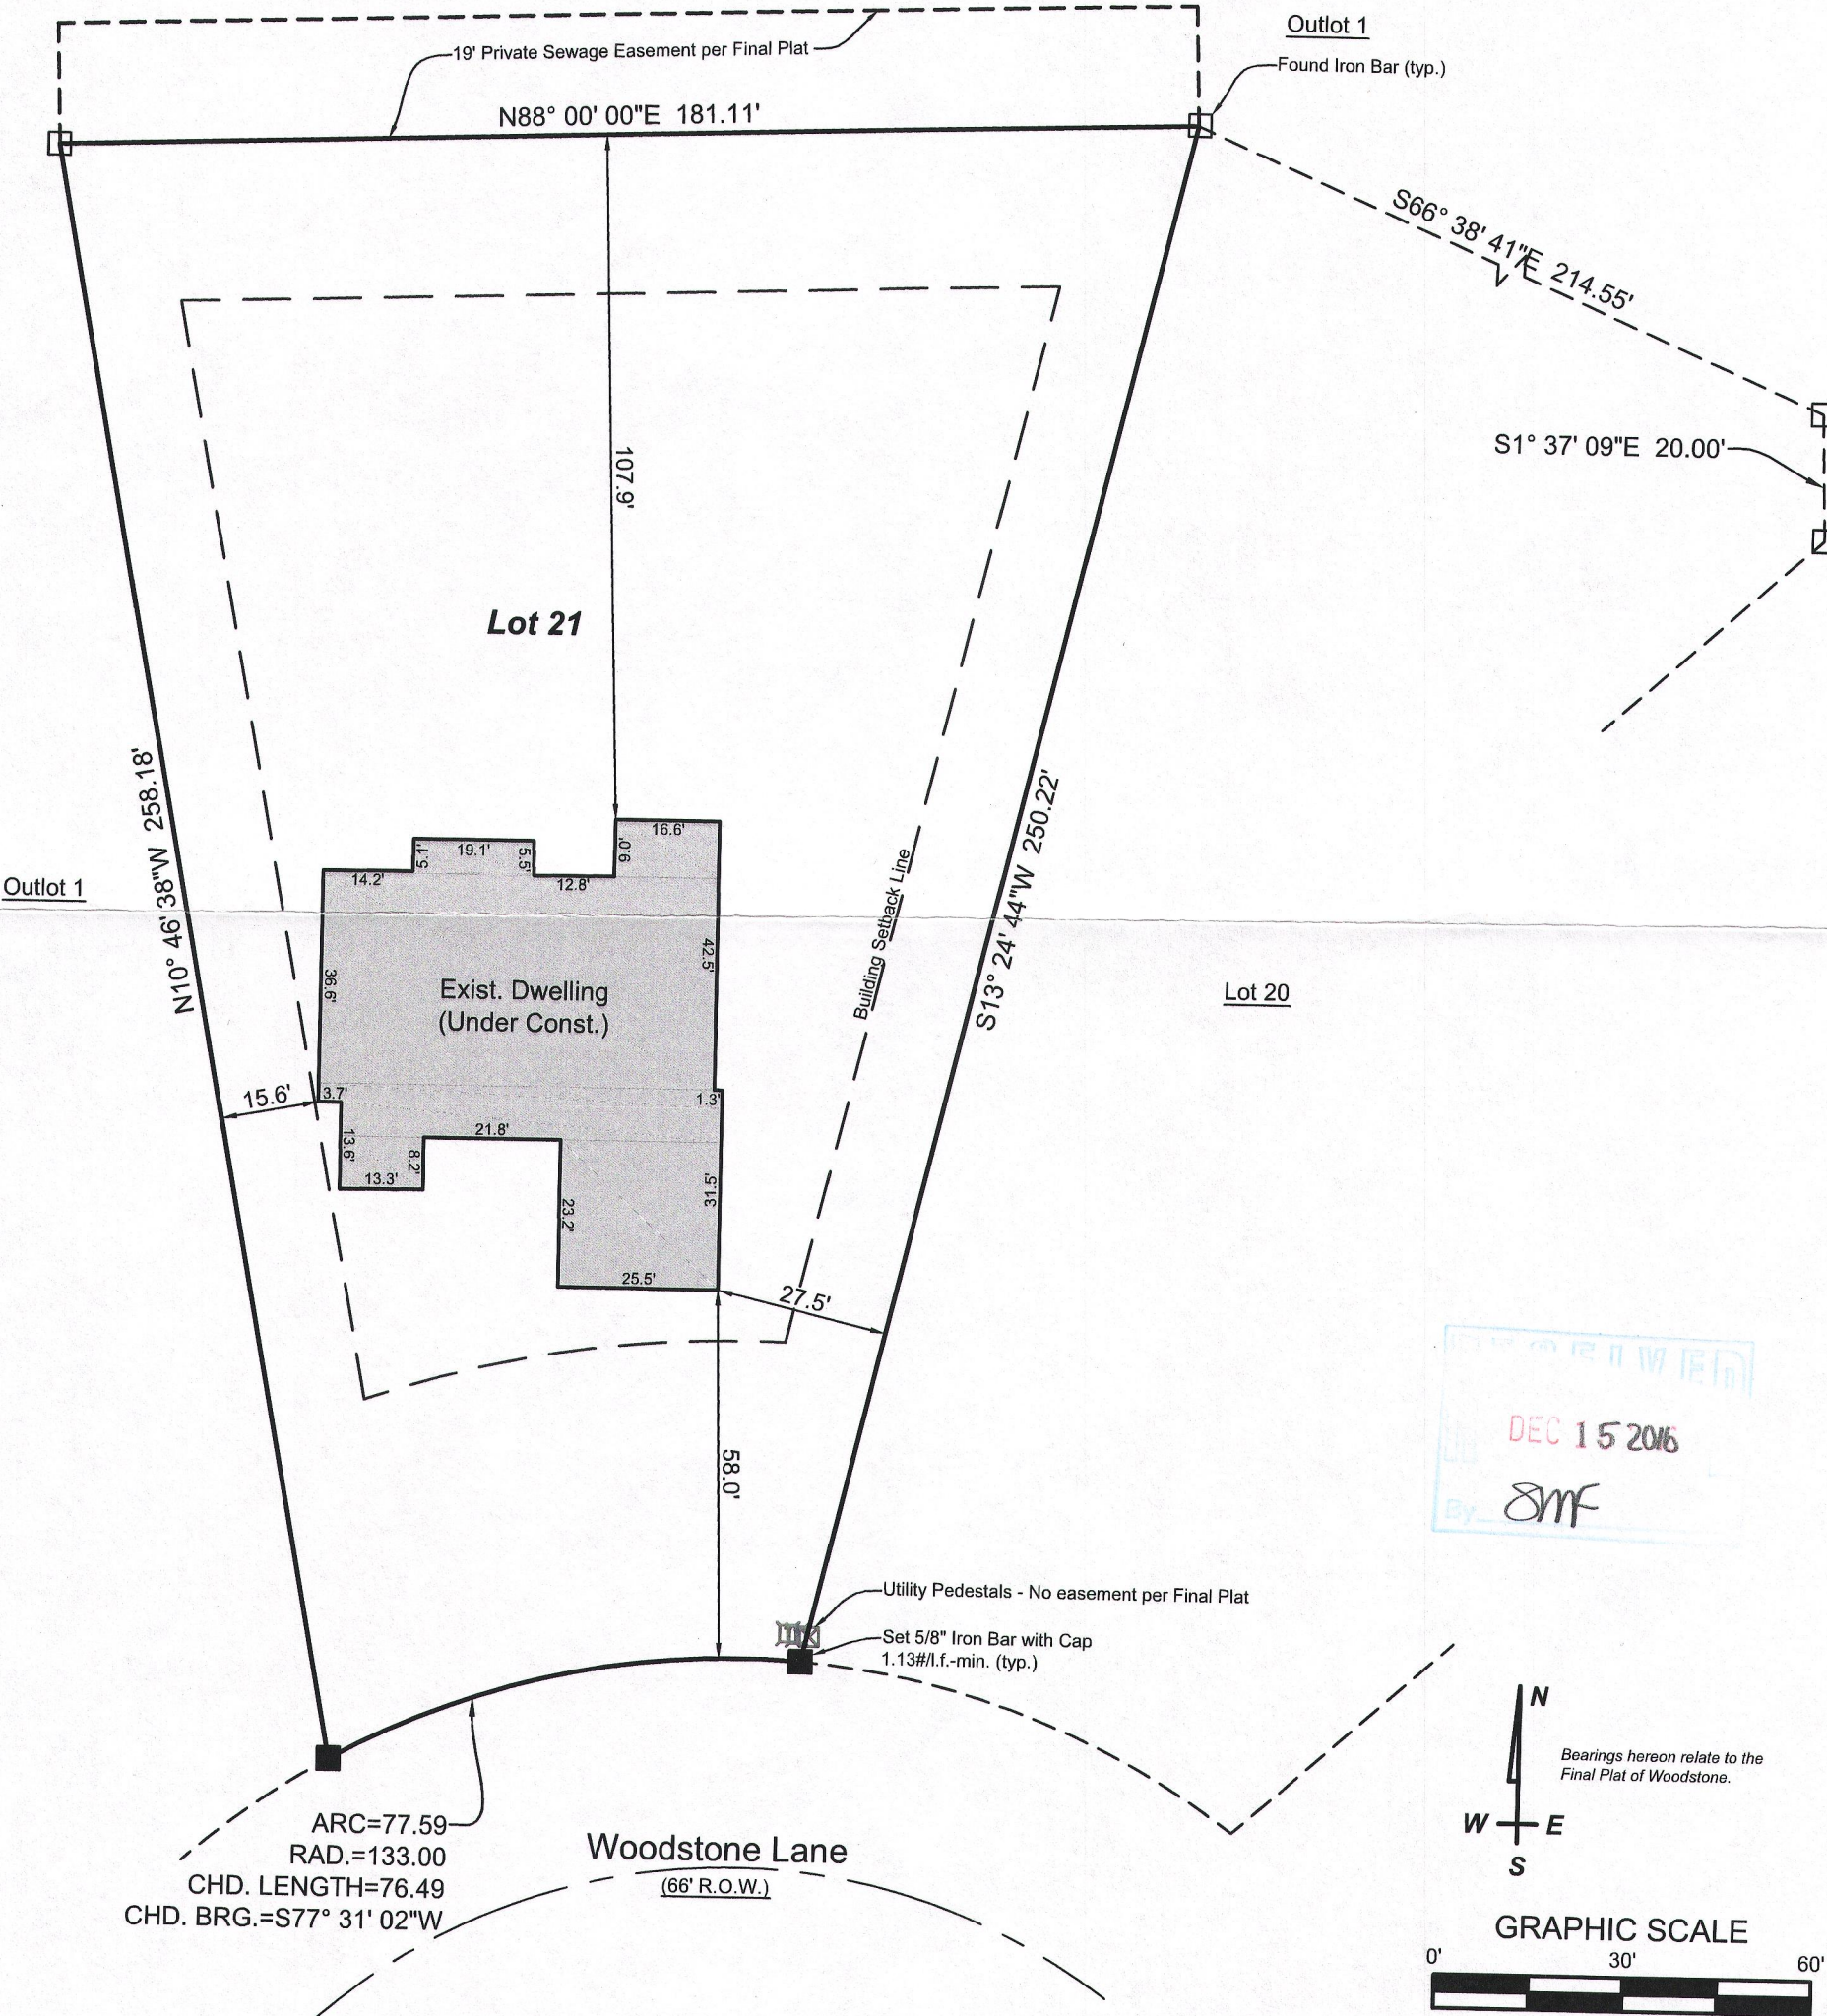 Outlot 1
19' Private Sewage Easement per Final Plat
Found Iron Bar (typ.)
N88° 00' 00"E 181.11'
S66° 38' 41"E 214.55'
S1° 37' 09"E 20.00'
107.9'
Lot 21
N10° 46' 38"W 258.18'
S13° 24' 44"W 250.22'
Building Setback Line
Outlot 1
Lot 20
16.6'
9.0'
19.1'
5.1'
5.5'
14.2'
12.8'
42.5'
36.6'
Exist. Dwelling
(Under Const.)
15.6'
3.7'
1.3'
21.8'
13.6'
8.2'
13.3'
31.5'
23.2'
25.5'
27.5'
58.0'
DEC 15 2016
By
SMF
Utility Pedestals - No easement per Final Plat
Set 5/8" Iron Bar with Cap
1.13#/l.f.-min. (typ.)
N
W E
S
Bearings hereon relate to the
Final Plat of Woodstone.
ARC=77.59
RAD.=133.00
CHD. LENGTH=76.49
CHD. BRG.=S77° 31' 02"W
Woodstone Lane
(66' R.O.W.)
GRAPHIC SCALE
0' 30' 60'